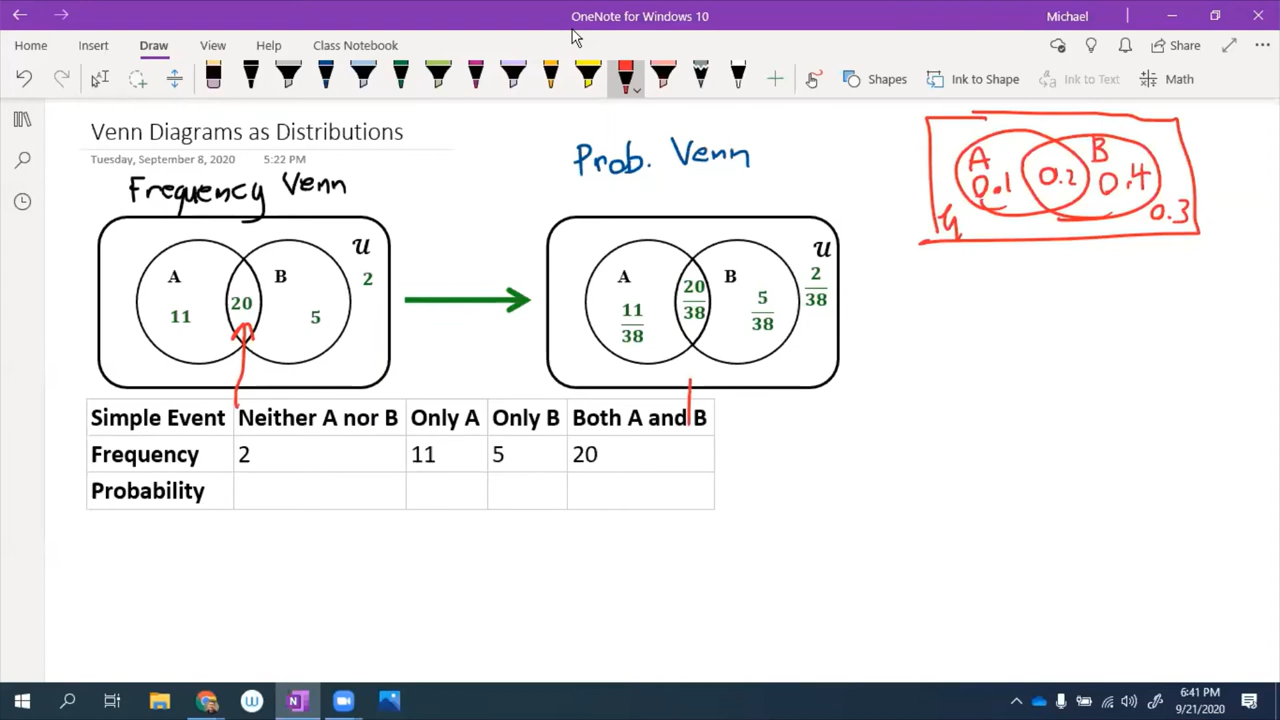 OneNote for Windows 10
Michael
Home Insert Draw View Help Class Notebook
Share
Shapes Ink to Shape Ink to Text Math
Venn Diagrams as Distributions
Tuesday, September 8, 2020 5:22 PM
Frequency Venn
Prob. Venn
A B
0.1 0.2 0.4
0.3
U
2
A B
11 20 5
U
2/38
A B
11/38 20/38 5/38
Simple Event Neither A nor B Only A Only B Both A and B
Frequency 2 11 5 20
Probability
6:41 PM
9/21/2020